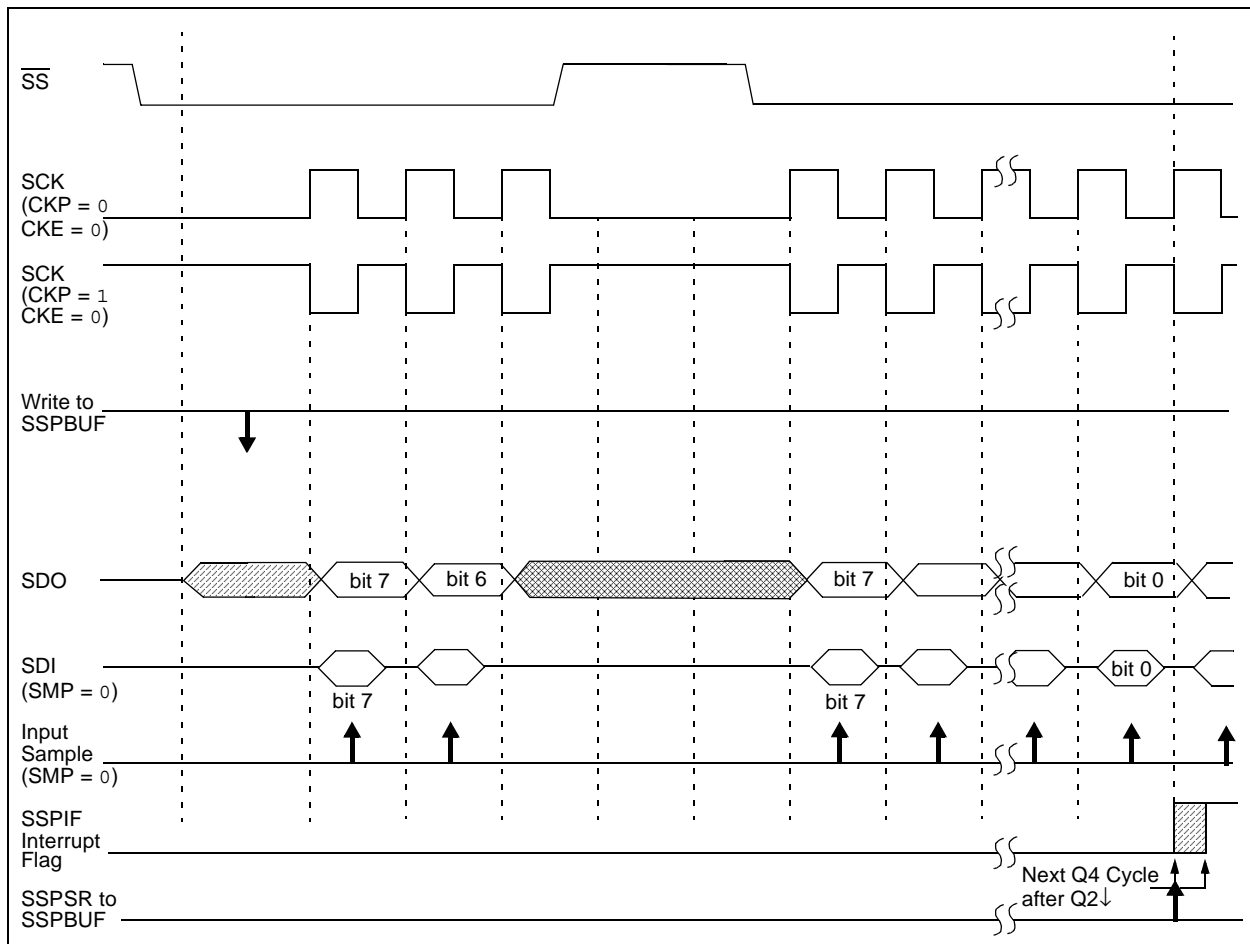 SS
SCK
(CKP = 0
CKE = 0)
SCK
(CKP = 1
CKE = 0)
Write to
SSPBUF
SDO
bit 7
bit 6
bit 7
bit 0
SDI
(SMP = 0)
bit 7
bit 7
bit 0
Input
Sample
(SMP = 0)
SSPIF
Interrupt
Flag
Next Q4 Cycle
after Q2↓
SSPSR to
SSPBUF